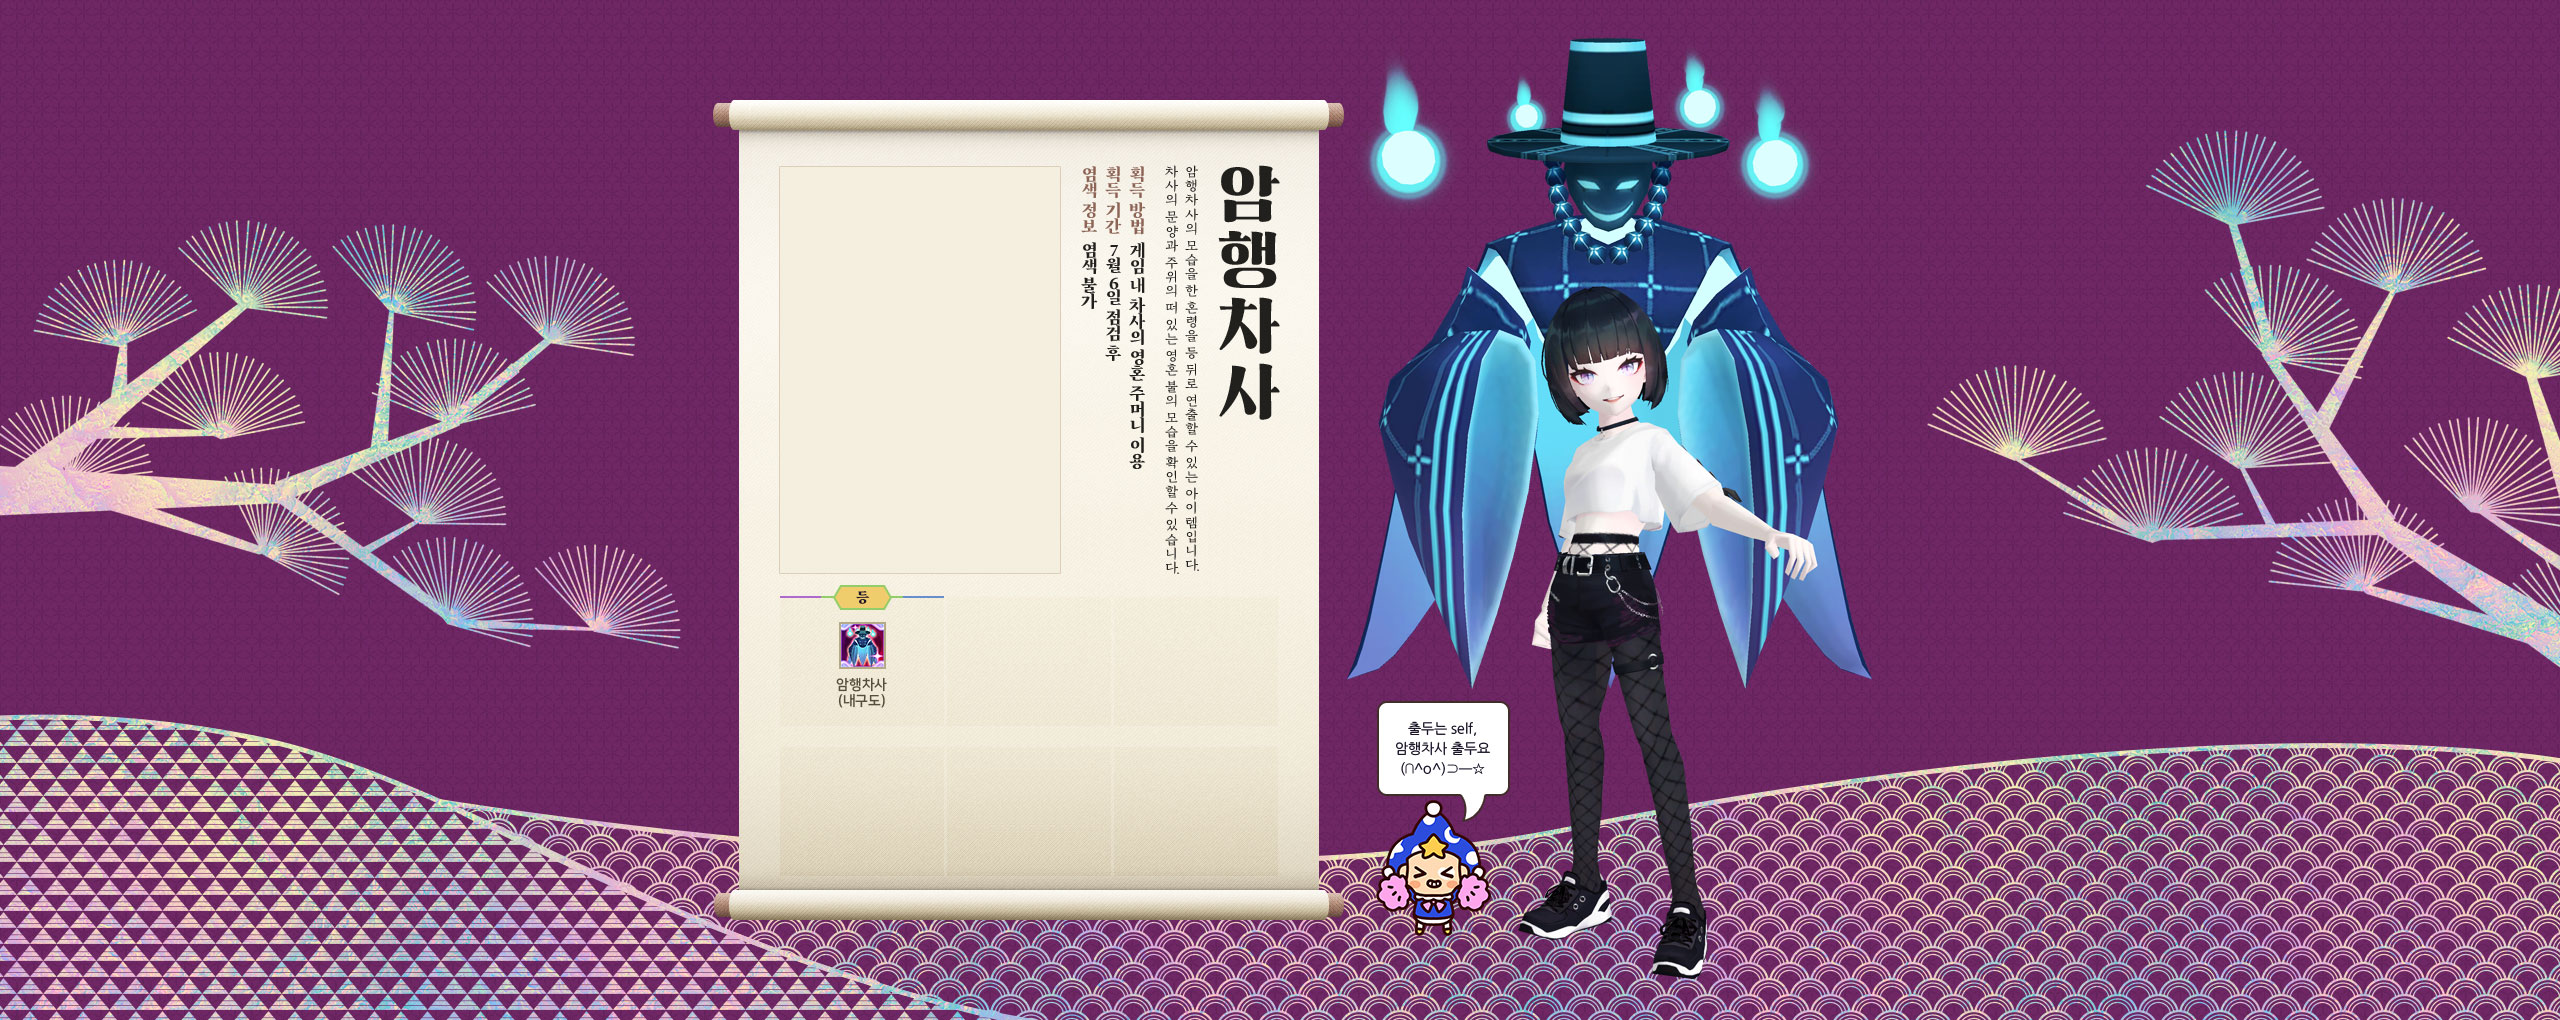 암행차사
암행차사의 모습을 한 혼령을 등 뒤로 연출할 수 있는 아이템입니다.
차사의 문양과 주위의 떠 있는 영혼 불의 모습을 확인할 수 있습니다.
획득 방법 게임 내 차사의 영혼 주머니 이용
획득 기간 7월 6일 점검 후
염색 정보 염색 불가
등
암행차사
(내구도)
출두는 self,
암행차사 출두요
(∩^o^)⊃━☆